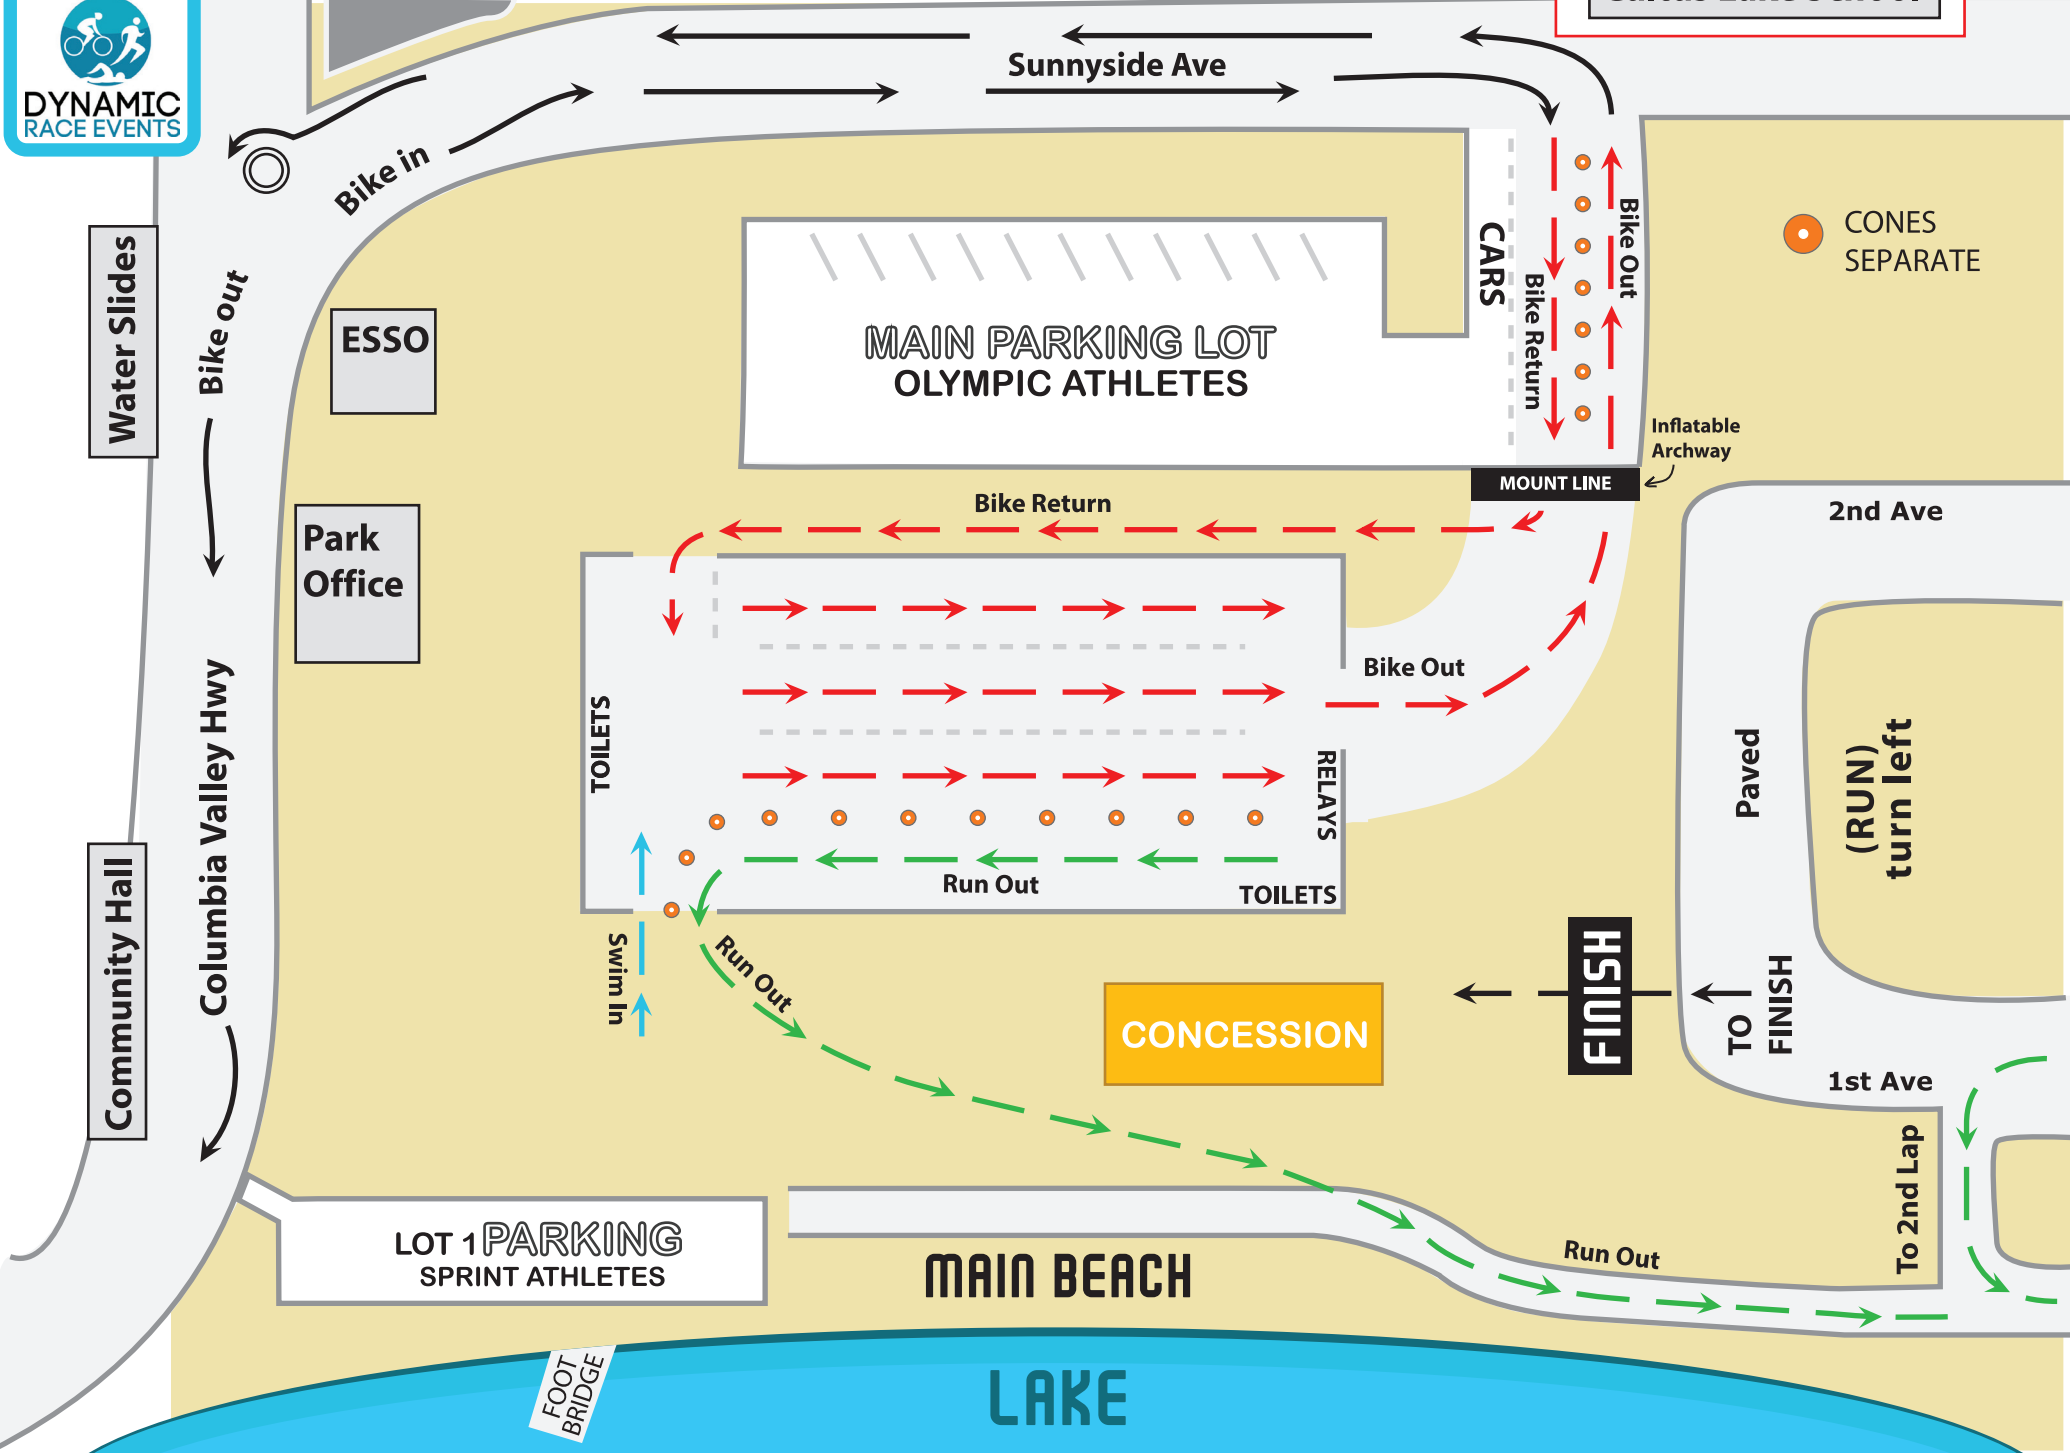 Cultus Lake School
DYNAMIC
RACE EVENTS
Sunnyside Ave
Bike in
Bike out
Water Slides
ESSO
Park
Office
Columbia Valley Hwy
Community Hall
MAIN PARKING LOT
OLYMPIC ATHLETES
CARS
Bike Return
Bike Out
CONES
SEPARATE
Inflatable
Archway
MOUNT LINE
Bike Return
2nd Ave
Bike Out
TOILETS
RELAYS
Run Out
TOILETS
Swim In
Run Out
CONCESSION
FINISH
TO
FINISH
Paved
(RUN)
turn left
1st Ave
To 2nd Lap
Run Out
LOT 1 PARKING
SPRINT ATHLETES
MAIN BEACH
FOOT
BRIDGE
LAKE